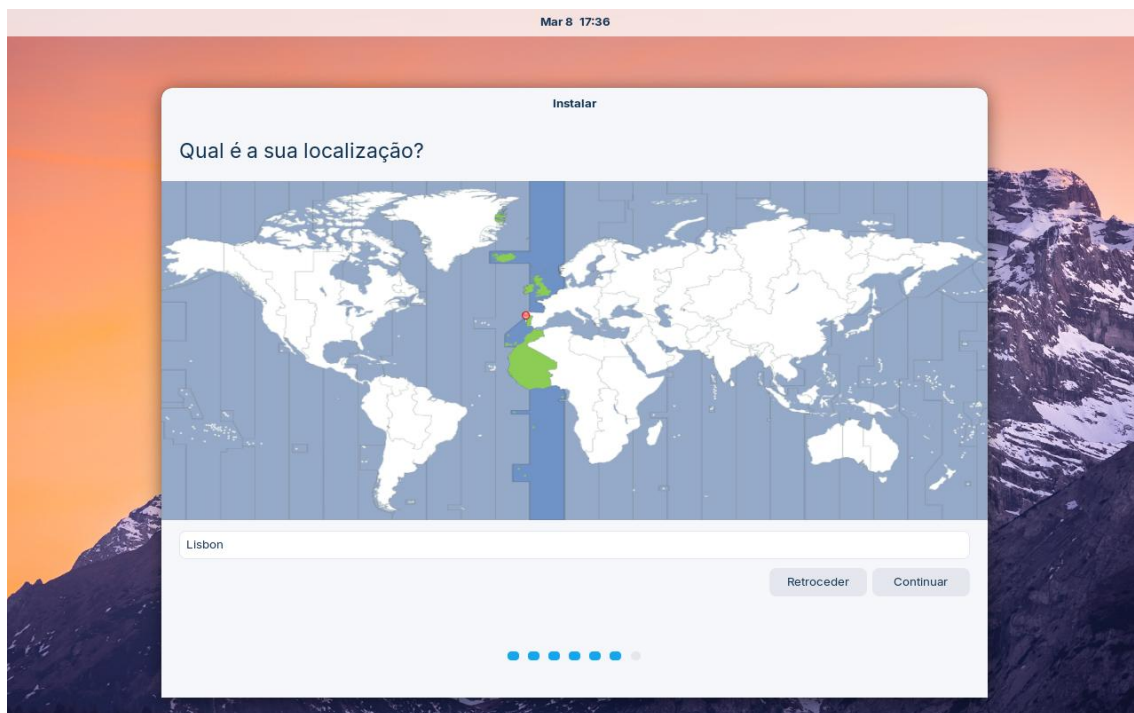 Mar 8 17:36
Instalar
Qual é a sua localização?
Lisbon
Retroceder Continuar